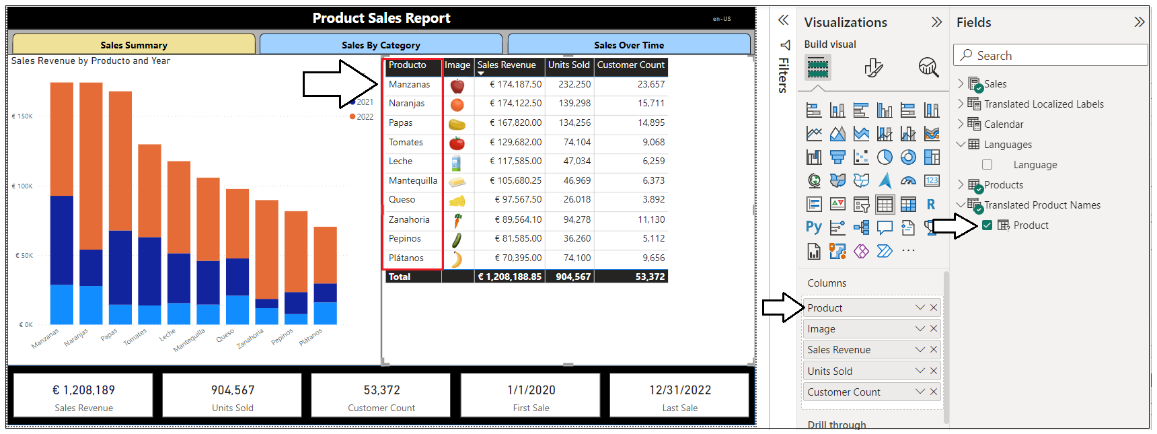 Product Sales Report
en-US
Sales Summary
Sales By Category
Sales Over Time
Sales Revenue by Producto and Year
2021
2022
€ 150K
€ 100K
€ 50K
€ 0K
Manzanas
Naranjas
Papas
Tomates
Leche
Mantequilla
Queso
Zanahoria
Pepinos
Plátanos
Producto Image Sales Revenue Units Sold Customer Count
Manzanas € 174,187.50 232.250 23.657
Naranjas € 174,122.50 139,298 15,711
Papas € 167.820.00 134,256 14,895
Tomates € 129,682.00 74,104 9.068
Leche € 117,585.00 47,034 6,259
Mantequilla € 105,680.25 46.969 6.373
Queso € 97,567.50 26.018 3.892
Zanahoria € 89,564.10 94.278 11.130
Pepinos € 81.585.00 36.260 5.112
Plátanos € 70,395.00 74,100 9.656
Total € 1,208,188.85 904,567 53,372
€ 1,208,189
Sales Revenue
904,567
Units Sold
53,372
Customer Count
1/1/2020
First Sale
12/31/2022
Last Sale
Filters
Visualizations
Build visual
123
R
Py
Columns
Product
Image
Sales Revenue
Units Sold
Customer Count
Drill through
Fields
Search
Sales
Translated Localized Labels
Calendar
Languages
Language
Products
Translated Product Names
Product